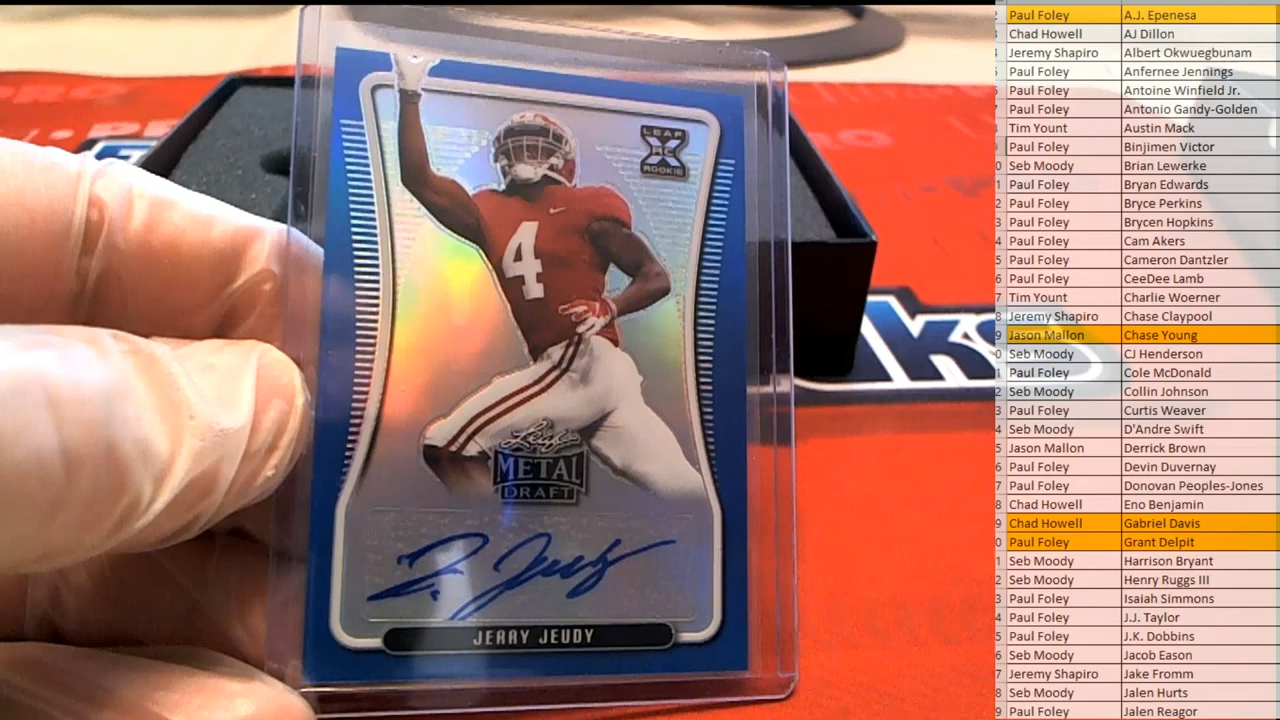 LEAF
RC
ROOKIE
4
Leaf
METAL
DRAFT
J. Jeudy
JERRY JEUDY
Paul Foley A.J. Epenesa
Chad Howell AJ Dillon
Jeremy Shapiro Albert Okwuegbunam
Paul Foley Anfernee Jennings
Paul Foley Antoine Winfield Jr.
Paul Foley Antonio Gandy-Golden
Tim Yount Austin Mack
Paul Foley Binjimen Victor
Seb Moody Brian Lewerke
Paul Foley Bryan Edwards
Paul Foley Bryce Perkins
Paul Foley Brycen Hopkins
Paul Foley Cam Akers
Paul Foley Cameron Dantzler
Paul Foley CeeDee Lamb
Tim Yount Charlie Woerner
Jeremy Shapiro Chase Claypool
Jason Mallon Chase Young
Seb Moody CJ Henderson
Paul Foley Cole McDonald
Seb Moody Collin Johnson
Paul Foley Curtis Weaver
Seb Moody D'Andre Swift
Jason Mallon Derrick Brown
Paul Foley Devin Duvernay
Paul Foley Donovan Peoples-Jones
Chad Howell Eno Benjamin
Chad Howell Gabriel Davis
Paul Foley Grant Delpit
Seb Moody Harrison Bryant
Seb Moody Henry Ruggs III
Paul Foley Isaiah Simmons
Paul Foley J.J. Taylor
Paul Foley J.K. Dobbins
Seb Moody Jacob Eason
Jeremy Shapiro Jake Fromm
Seb Moody Jalen Hurts
Paul Foley Jalen Reagor